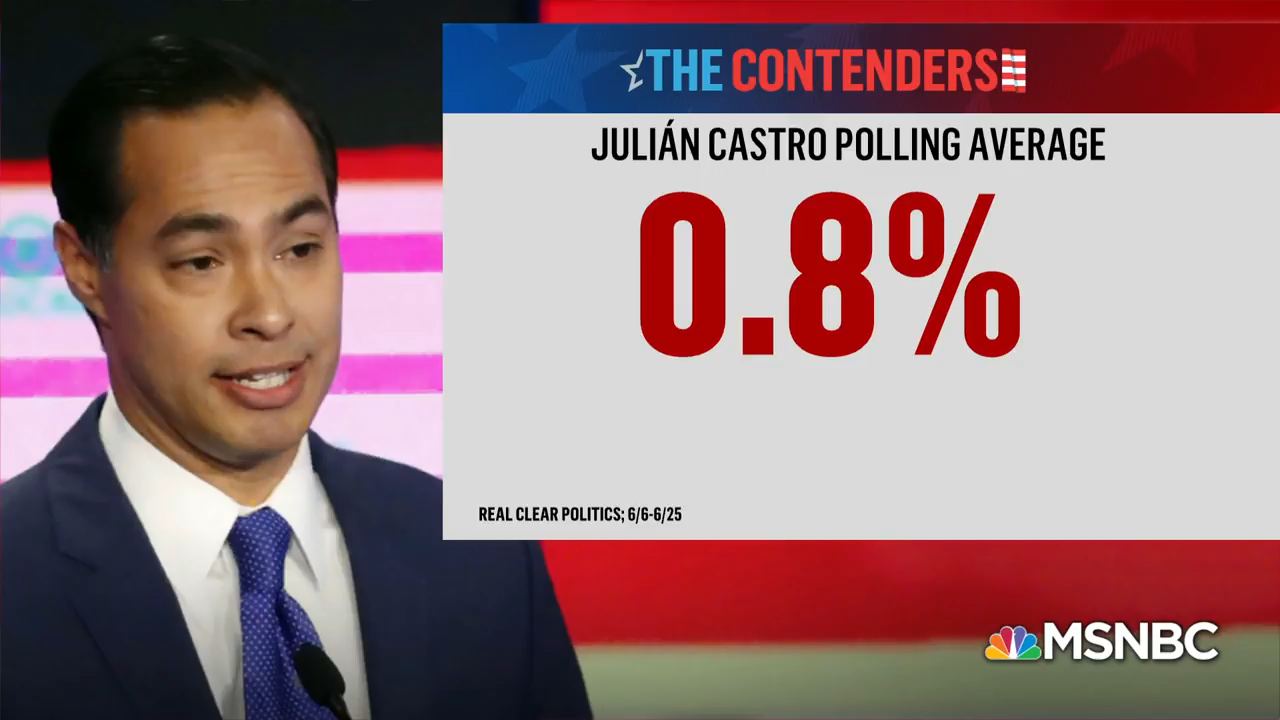 THE CONTENDERS
JULIÁN CASTRO POLLING AVERAGE
0.8%
REAL CLEAR POLITICS; 6/6-6/25
MSNBC